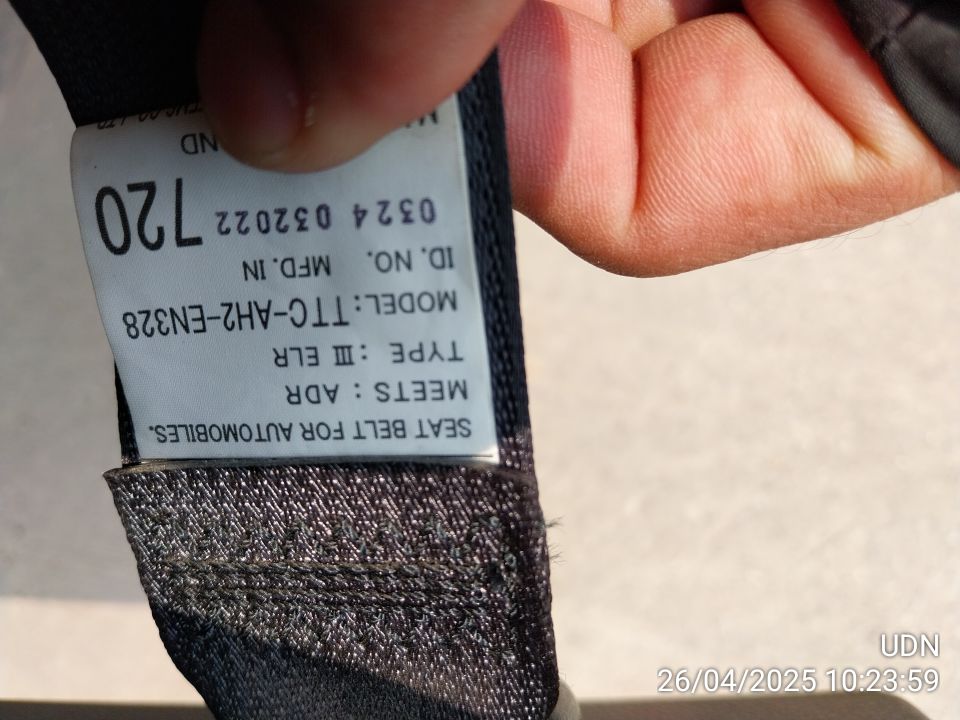 SEAT BELT FOR AUTOMOBILES.
MEETS : ADR
TYPE : III ELR
MODEL: TTC-AH2-EN328
ID. NO. MFD. IN
0324 032022 720
UDN
26/04/2025 10:23:59